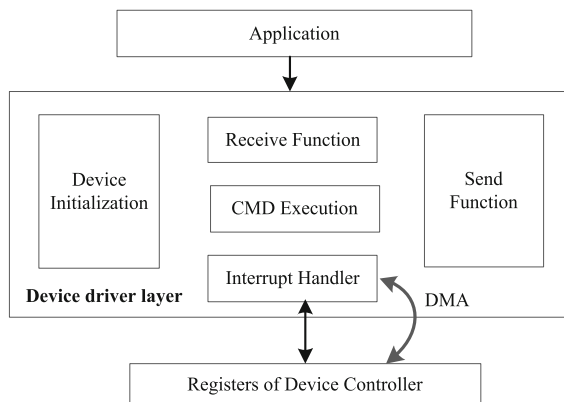 Application
Receive Function
Device
Initialization
Send
Function
CMD Execution
Interrupt Handler
Device driver layer
DMA
Registers of Device Controller